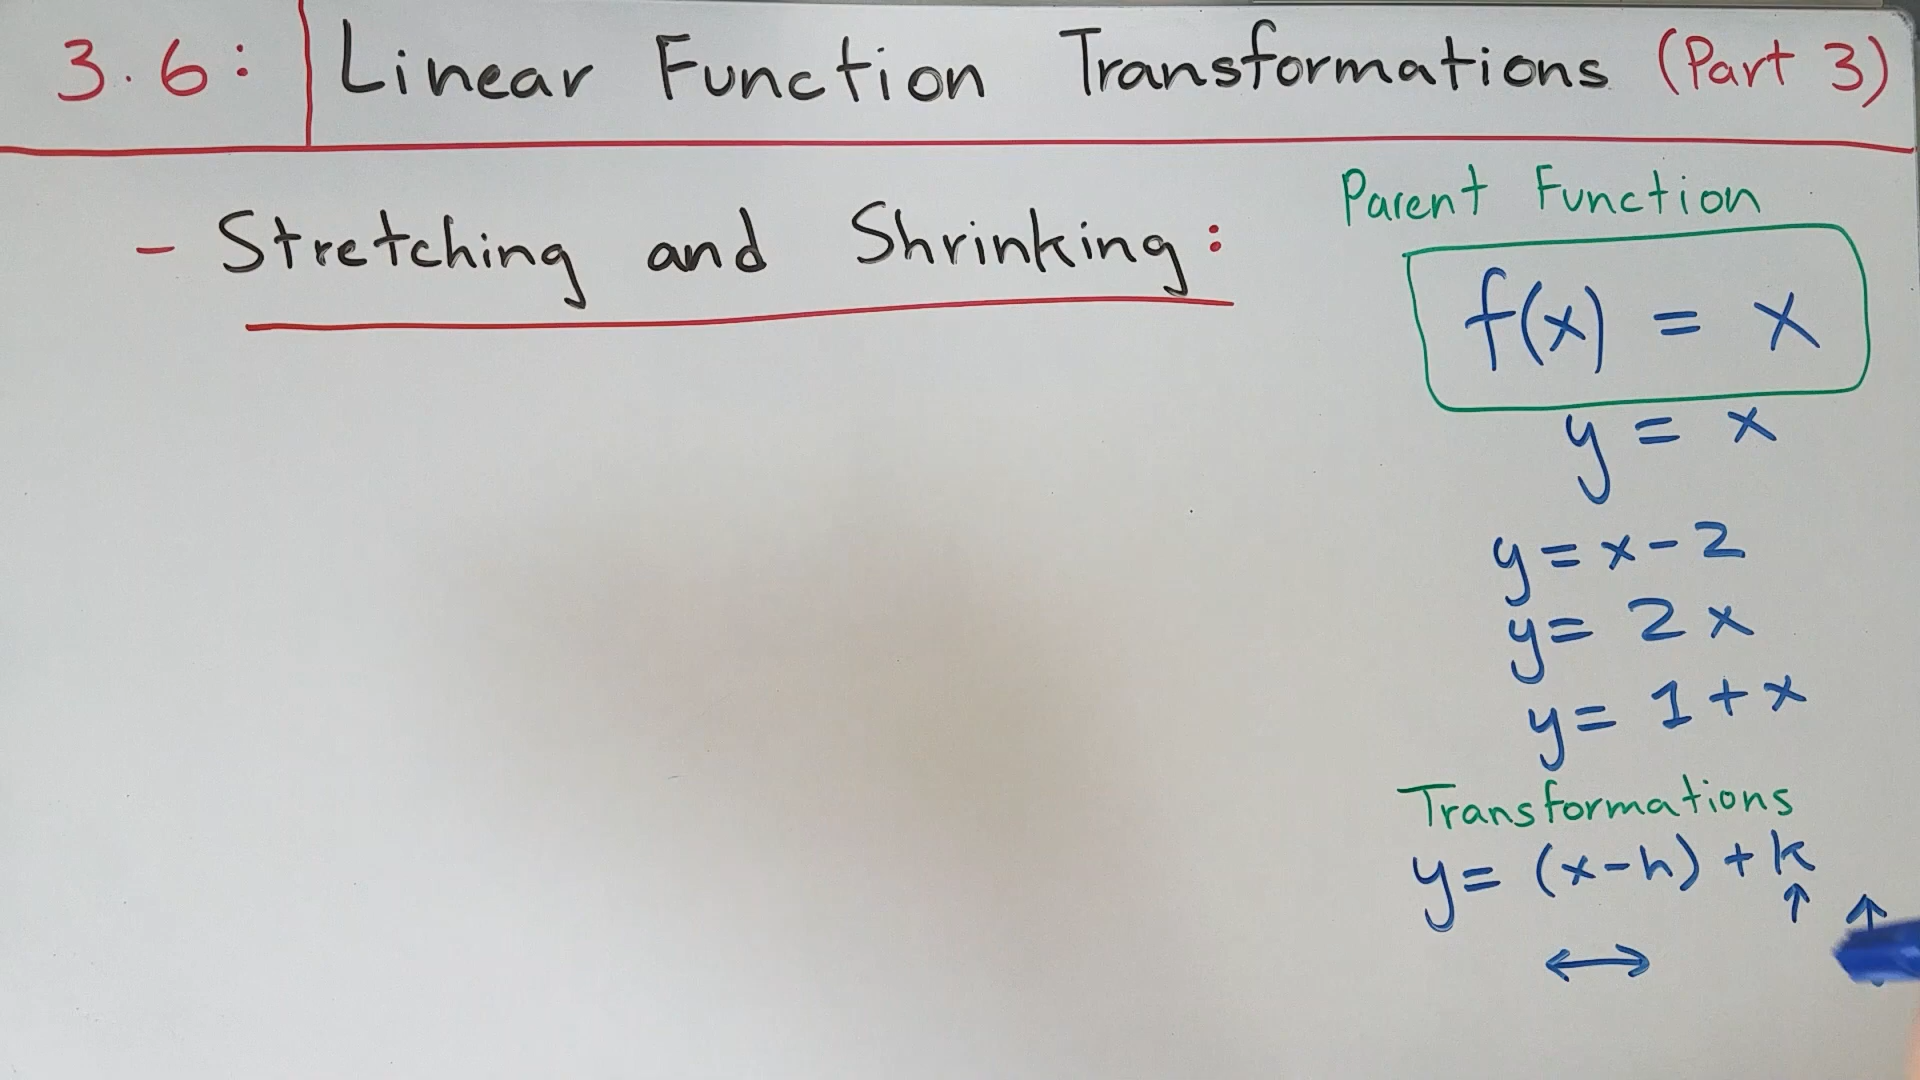 3.6: Linear Function Transformations (Part 3)
- Stretching and Shrinking:
Parent Function
f(x) = x
y = x
y = x - 2
y = 2x
y = 1 + x
Transformations
y = (x - h) + k
↑ ↑
↔